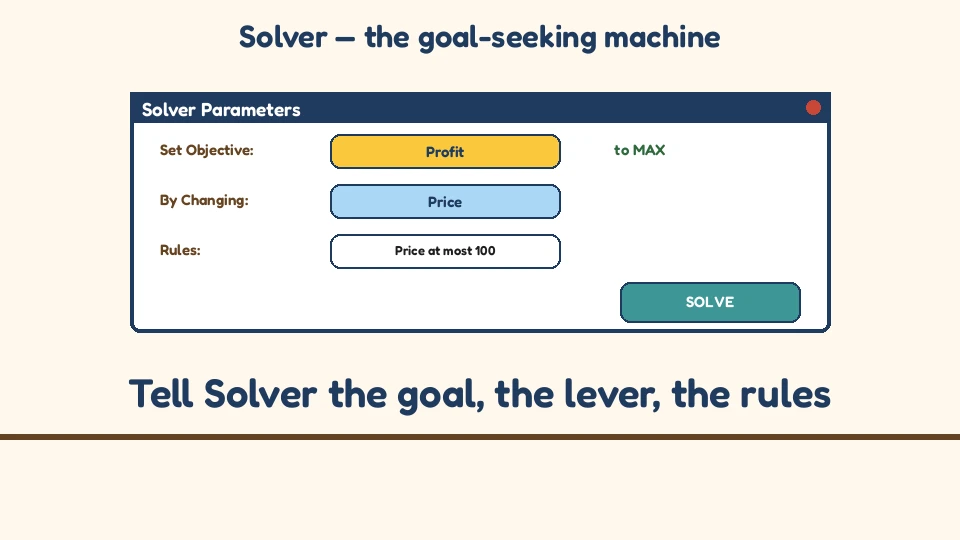 Solver — the goal-seeking machine
Solver Parameters
Set Objective: Profit to MAX
By Changing: Price
Rules: Price at most 100
SOLVE
Tell Solver the goal, the lever, the rules